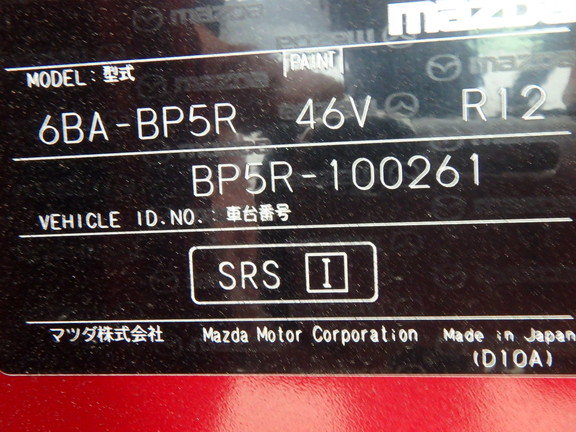 mazda
MODEL: 型式 PAINT
6BA-BP5R 46V R12
BP5R-100261
VEHICLE ID.NO.: 車台番号
SRS I
マツダ株式会社 Mazda Motor Corporation Made in Japan
(D10A)